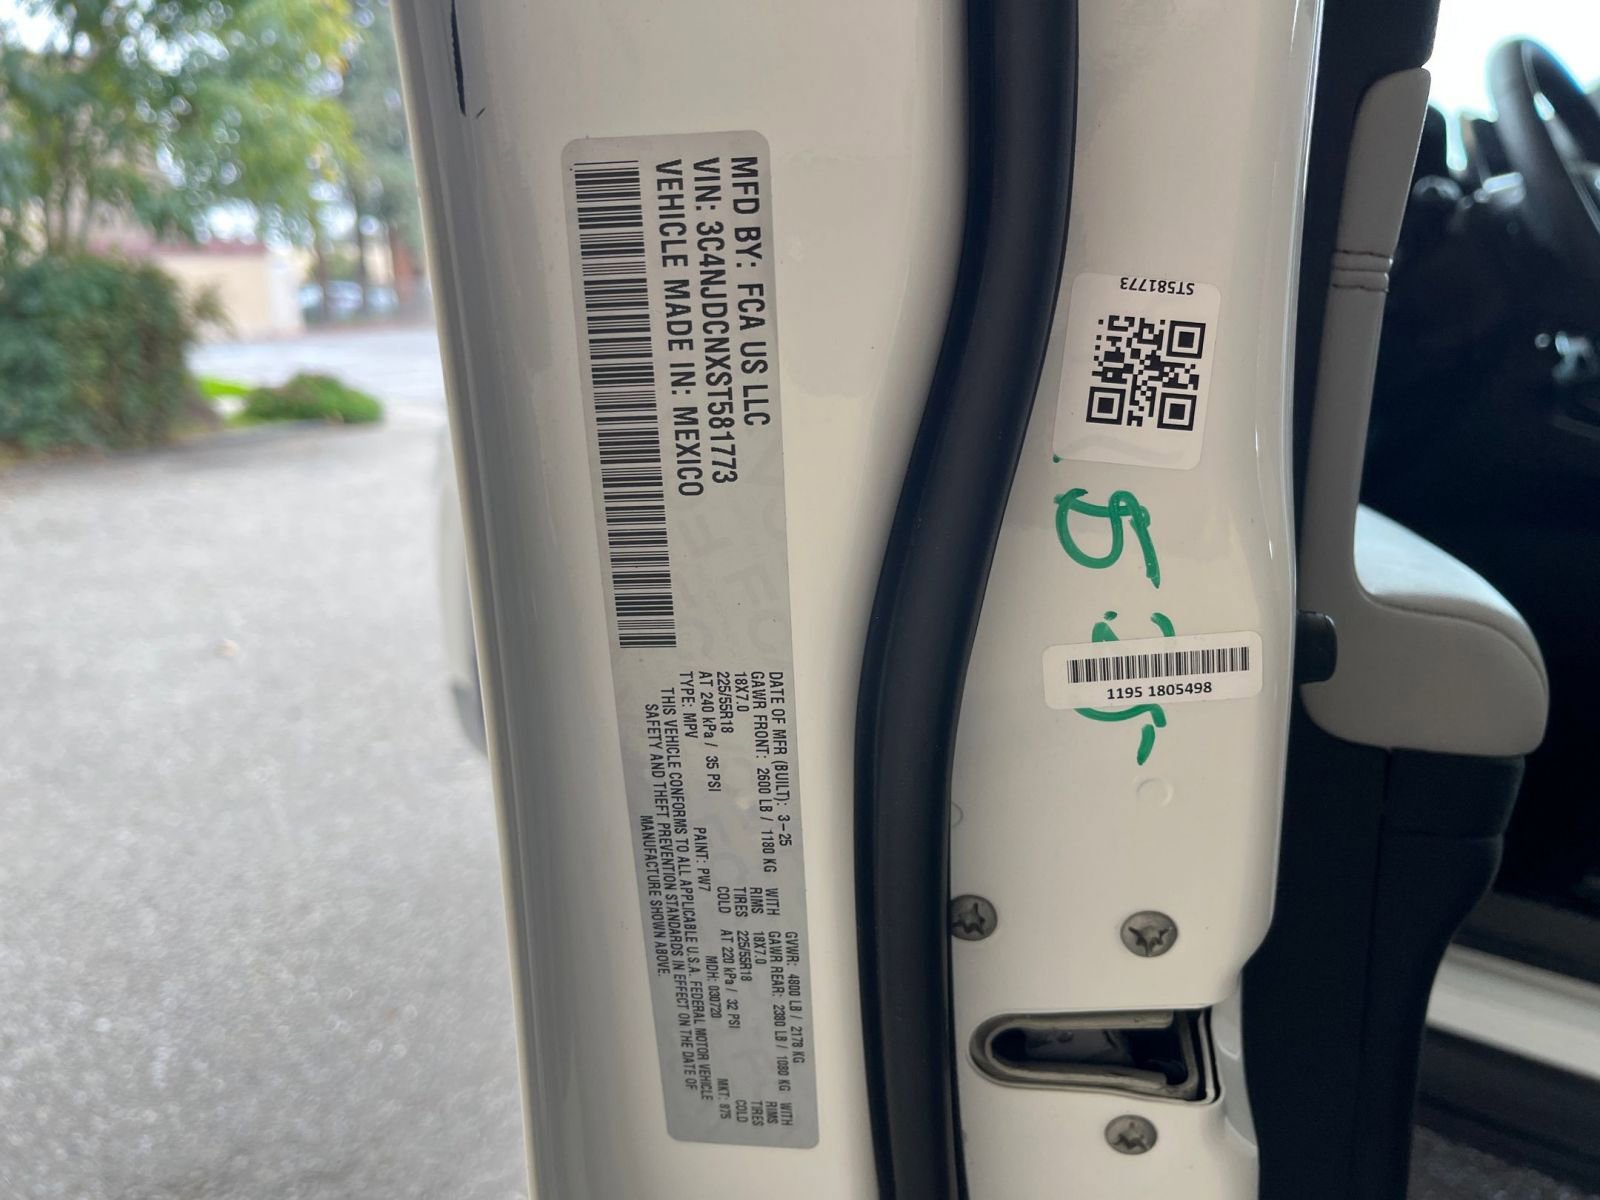 MFD BY: FCA US LLC
VIN: 3C4NJDCNXST581773
VEHICLE MADE IN: MEXICO
DATE OF MFR (BUILT): 3-25 GVWR: 4800 LB / 2178 KG
GAWR FRONT: 2600 LB / 1180 KG WITH GAWR REAR: 2380 LB / 1080 KG WITH
18X7.0 RIMS 18X7.0 RIMS
225/55R18 TIRES 225/55R18 TIRES
AT 240 kPa / 35 PSI COLD AT 220 kPa / 32 PSI COLD
TYPE: MPV PAINT: PW7 MDH: 030720 MKT: 875
THIS VEHICLE CONFORMS TO ALL APPLICABLE U.S.A. FEDERAL MOTOR VEHICLE
SAFETY AND THEFT PREVENTION STANDARDS IN EFFECT ON THE DATE OF
MANUFACTURE SHOWN ABOVE.
ST581773
1195 1805498